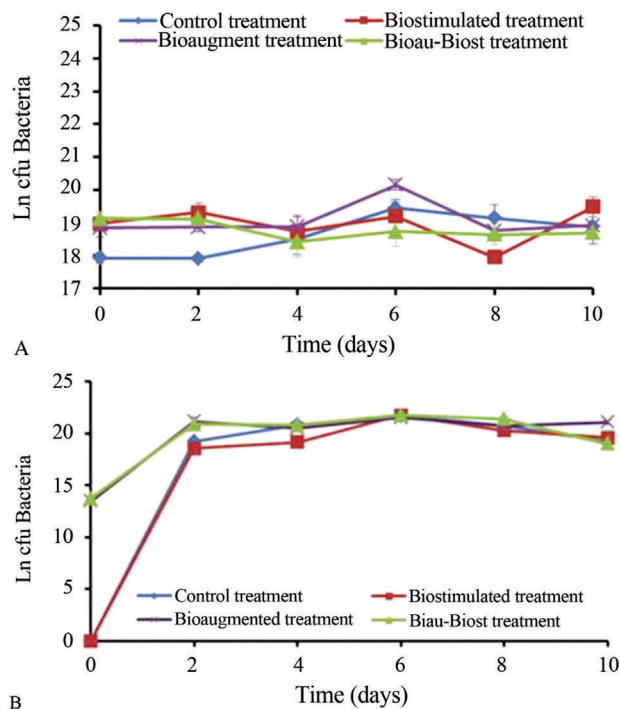 Control treatment Biostimulated treatment
Bioaugment treatment Bioau-Biost treatment
25
24
23
22
21
20
19
18
17
Ln cfu Bacteria
0 2 4 6 8 10
Time (days)
A
25
20
15
10
5
0
Ln cfu Bacteria
Control treatment Biostimulated treatment
Bioaugmented treatment Biau-Biost treatment
0 2 4 6 8 10
Time (days)
B